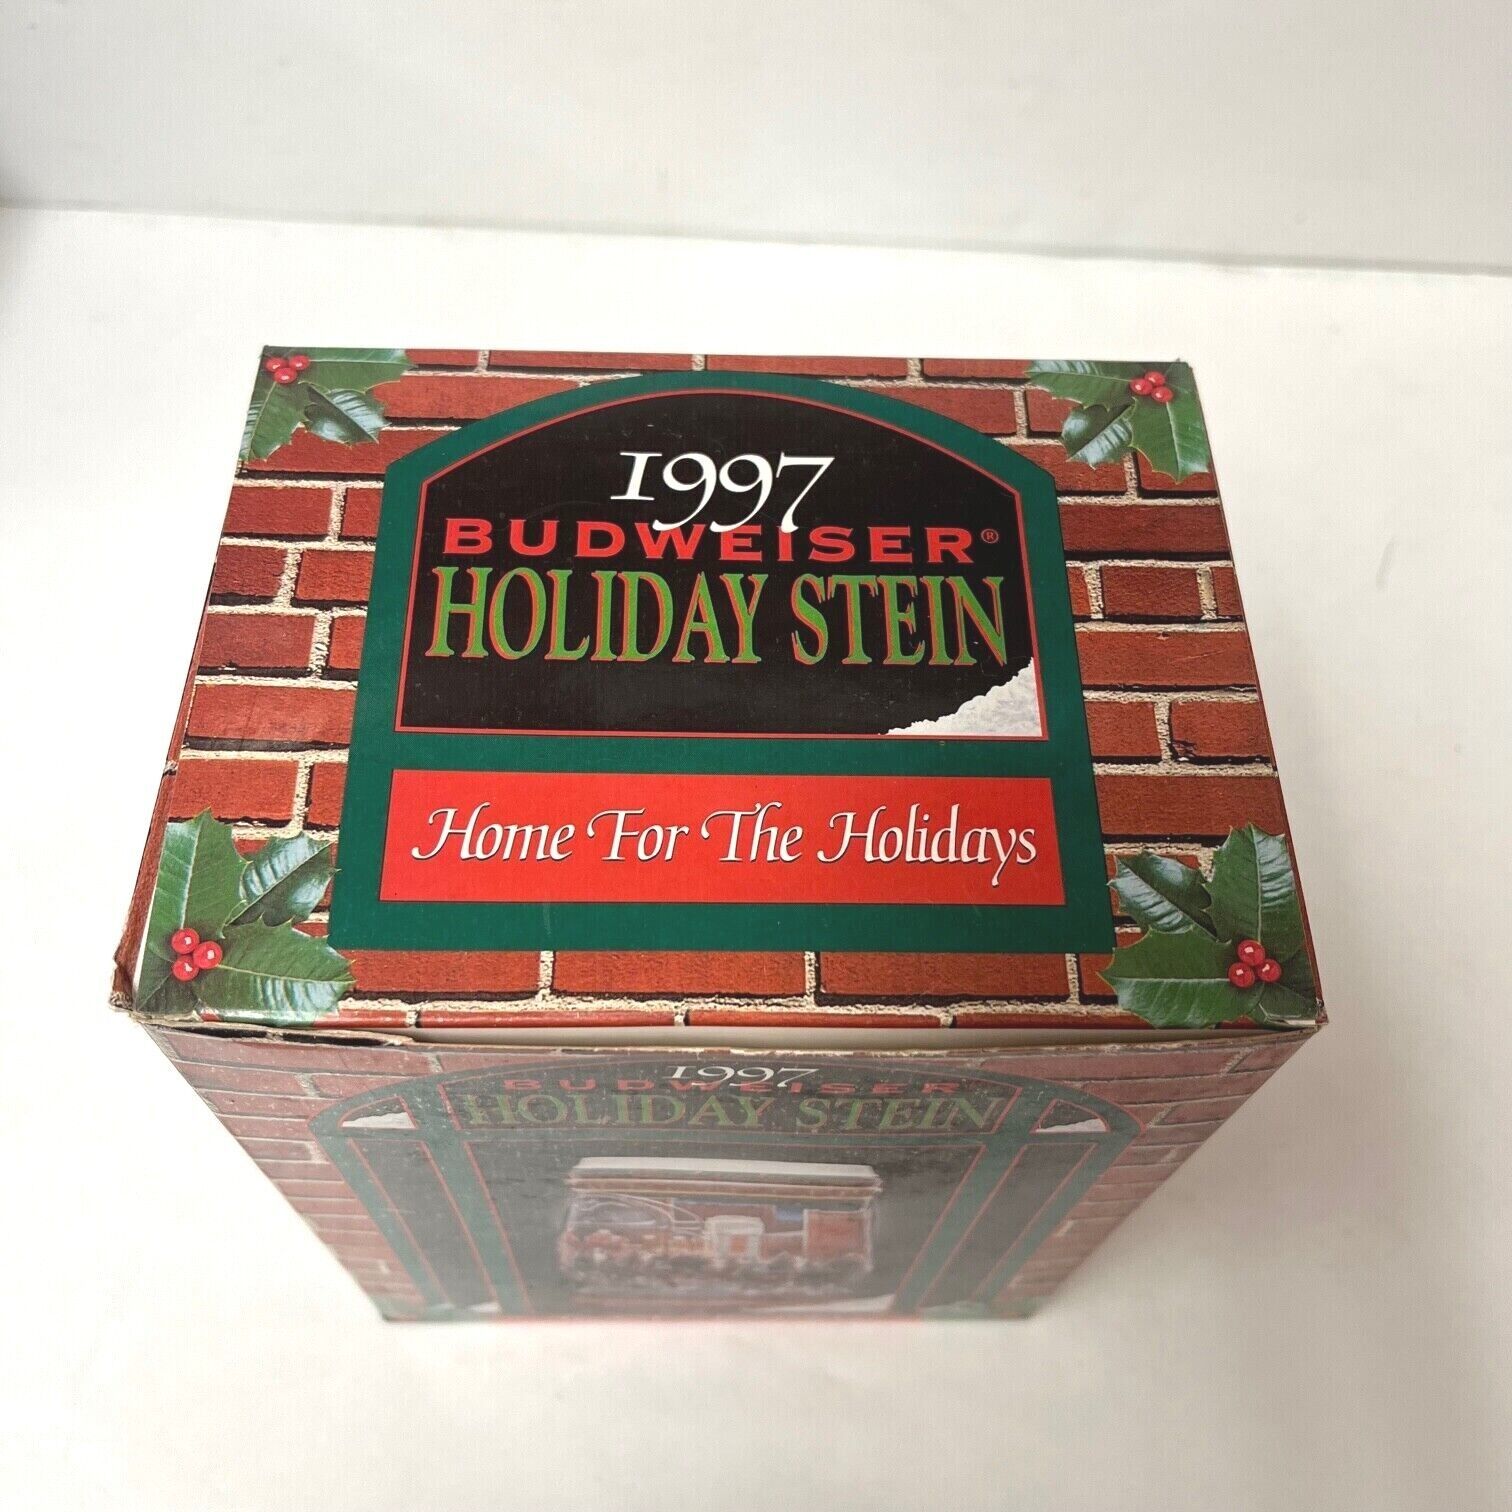 1997
BUDWEISER®
HOLIDAY STEIN
Home For The Holidays
1997
BUDWEISER
HOLIDAY STEIN